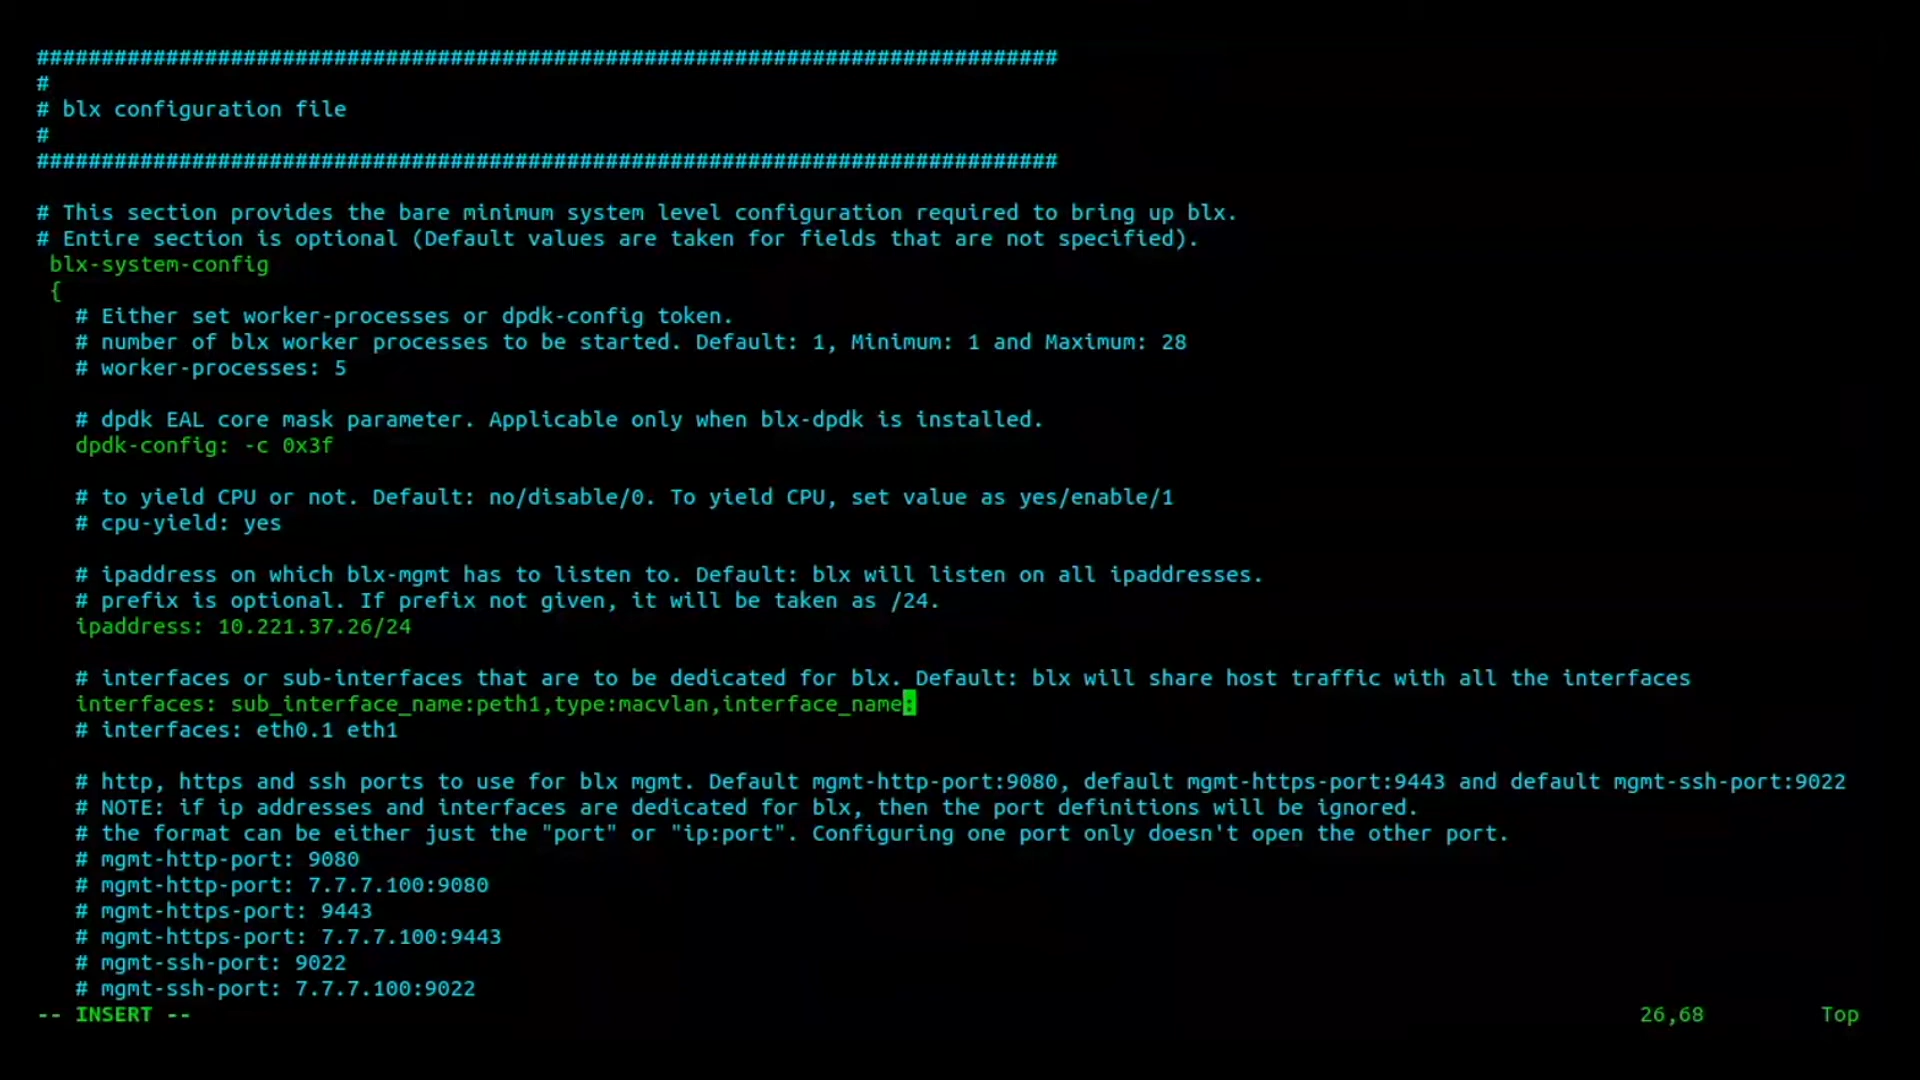 ###############################################################################
#
# blx configuration file
#
###############################################################################
# This section provides the bare minimum system level configuration required to bring up blx.
# Entire section is optional (Default values are taken for fields that are not specified).
blx-system-config
{
# Either set worker-processes or dpdk-config token.
# number of blx worker processes to be started. Default: 1, Minimum: 1 and Maximum: 28
# worker-processes: 5
# dpdk EAL core mask parameter. Applicable only when blx-dpdk is installed.
dpdk-config: -c 0x3f
# to yield CPU or not. Default: no/disable/0. To yield CPU, set value as yes/enable/1
# cpu-yield: yes
# ipaddress on which blx-mgmt has to listen to. Default: blx will listen on all ipaddresses.
# prefix is optional. If prefix not given, it will be taken as /24.
ipaddress: 10.221.37.26/24
# interfaces or sub-interfaces that are to be dedicated for blx. Default: blx will share host traffic with all the interfaces
interfaces: sub_interface_name:peth1,type:macvlan,interface_name:
# interfaces: eth0.1 eth1
# http, https and ssh ports to use for blx mgmt. Default mgmt-http-port:9080, default mgmt-https-port:9443 and default mgmt-ssh-port:9022
# NOTE: if ip addresses and interfaces are dedicated for blx, then the port definitions will be ignored.
# the format can be either just the "port" or "ip:port". Configuring one port only doesn't open the other port.
# mgmt-http-port: 9080
# mgmt-http-port: 7.7.7.100:9080
# mgmt-https-port: 9443
# mgmt-https-port: 7.7.7.100:9443
# mgmt-ssh-port: 9022
# mgmt-ssh-port: 7.7.7.100:9022
-- INSERT -- 26,68 Top